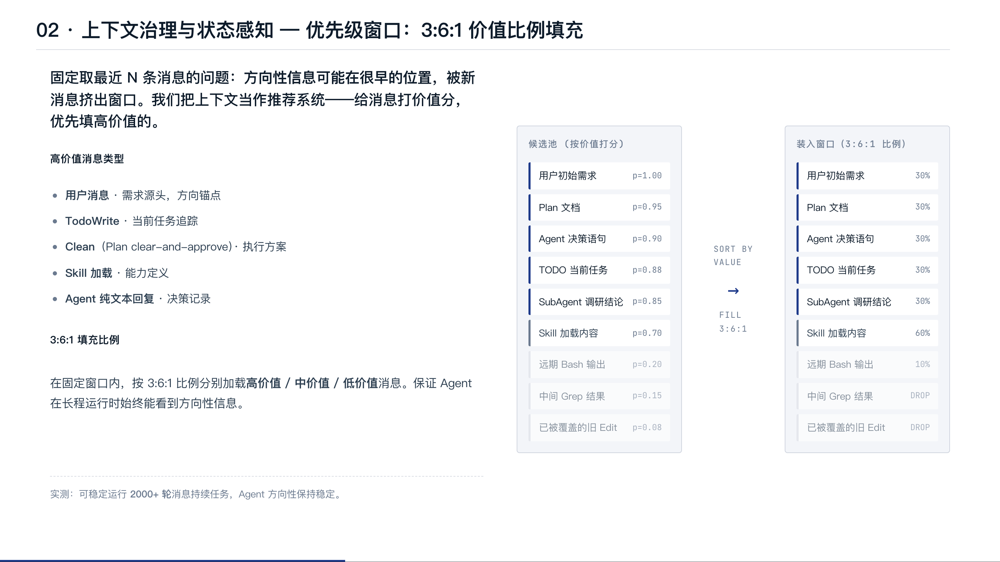 02 · 上下文治理与状态感知 — 优先级窗口：3:6:1 价值比例填充
固定取最近 N 条消息的问题：方向性信息可能在很早的位置，被新
消息挤出窗口。我们把上下文当作推荐系统——给消息打价值分，
优先填高价值的。
高价值消息类型
• 用户消息 · 需求源头，方向锚点
• TodoWrite · 当前任务追踪
• Clean（Plan clear-and-approve）· 执行方案
• Skill 加载 · 能力定义
• Agent 纯文本回复 · 决策记录
3:6:1 填充比例
在固定窗口内，按 3:6:1 比例分别加载高价值 / 中价值 / 低价值消息。保证 Agent
在长程运行时始终能看到方向性信息。
实测：可稳定运行 2000+ 轮消息持续任务，Agent 方向性保持稳定。
候选池（按价值打分）
用户初始需求 p=1.00
Plan 文档 p=0.95
Agent 决策语句 p=0.90
TODO 当前任务 p=0.88
SubAgent 调研结论 p=0.85
Skill 加载内容 p=0.70
远期 Bash 输出 p=0.20
中间 Grep 结果 p=0.15
已被覆盖的旧 Edit p=0.08
SORT BY
VALUE
→
FILL
3:6:1
装入窗口（3:6:1 比例）
用户初始需求 30%
Plan 文档 30%
Agent 决策语句 30%
TODO 当前任务 30%
SubAgent 调研结论 30%
Skill 加载内容 60%
远期 Bash 输出 10%
中间 Grep 结果 DROP
已被覆盖的旧 Edit DROP